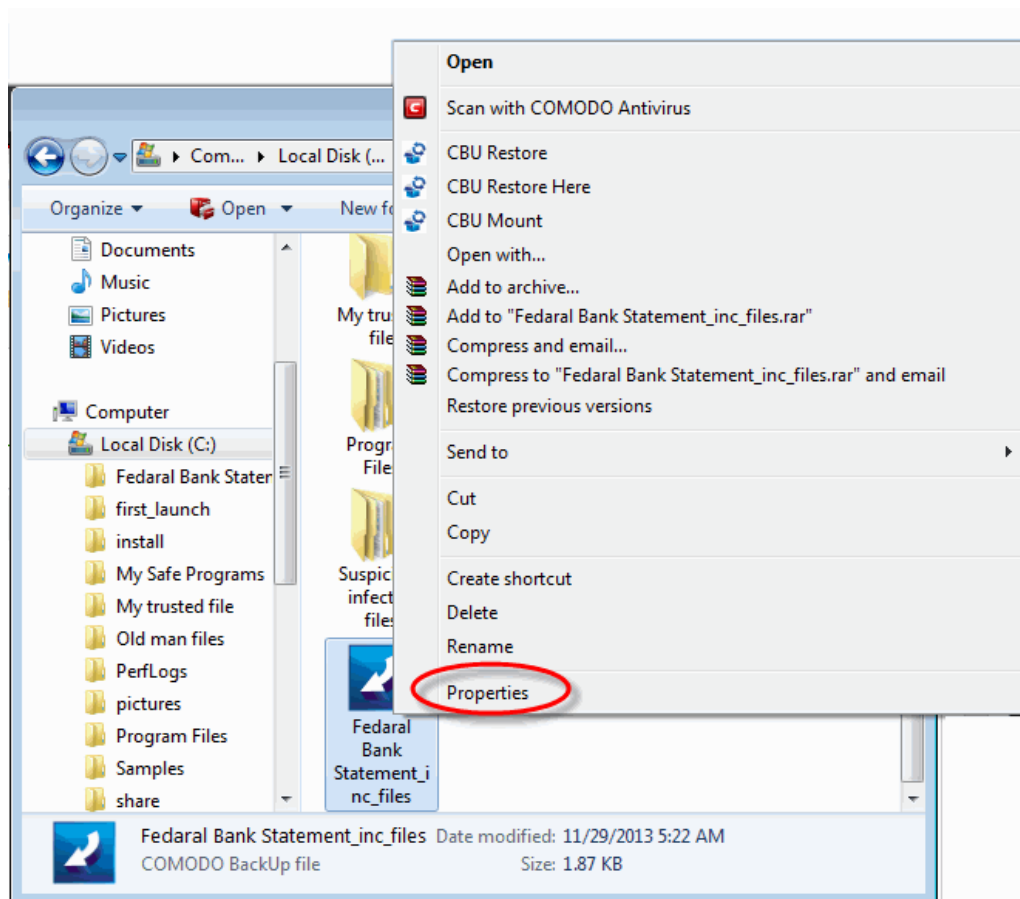 Open
Scan with COMODO Antivirus
CBU Restore
CBU Restore Here
CBU Mount
Open with...
Add to archive...
Add to "Fedaral Bank Statement_inc_files.rar"
Compress and email...
Compress to "Fedaral Bank Statement_inc_files.rar" and email
Restore previous versions
Send to
Cut
Copy
Create shortcut
Delete
Rename
Properties
Com... Local Disk (...
Organize Open New fo
Documents
Music
Pictures
Videos
Computer
Local Disk (C:)
Fedaral Bank Stater
first_launch
install
My Safe Programs
My trusted file
Old man files
PerfLogs
pictures
Program Files
Samples
share
My tru
file
Progr
File
Suspic
infect
file
Fedaral
Bank
Statement_i
nc_files
Fedaral Bank Statement_inc_files Date modified: 11/29/2013 5:22 AM
COMODO BackUp file Size: 1.87 KB